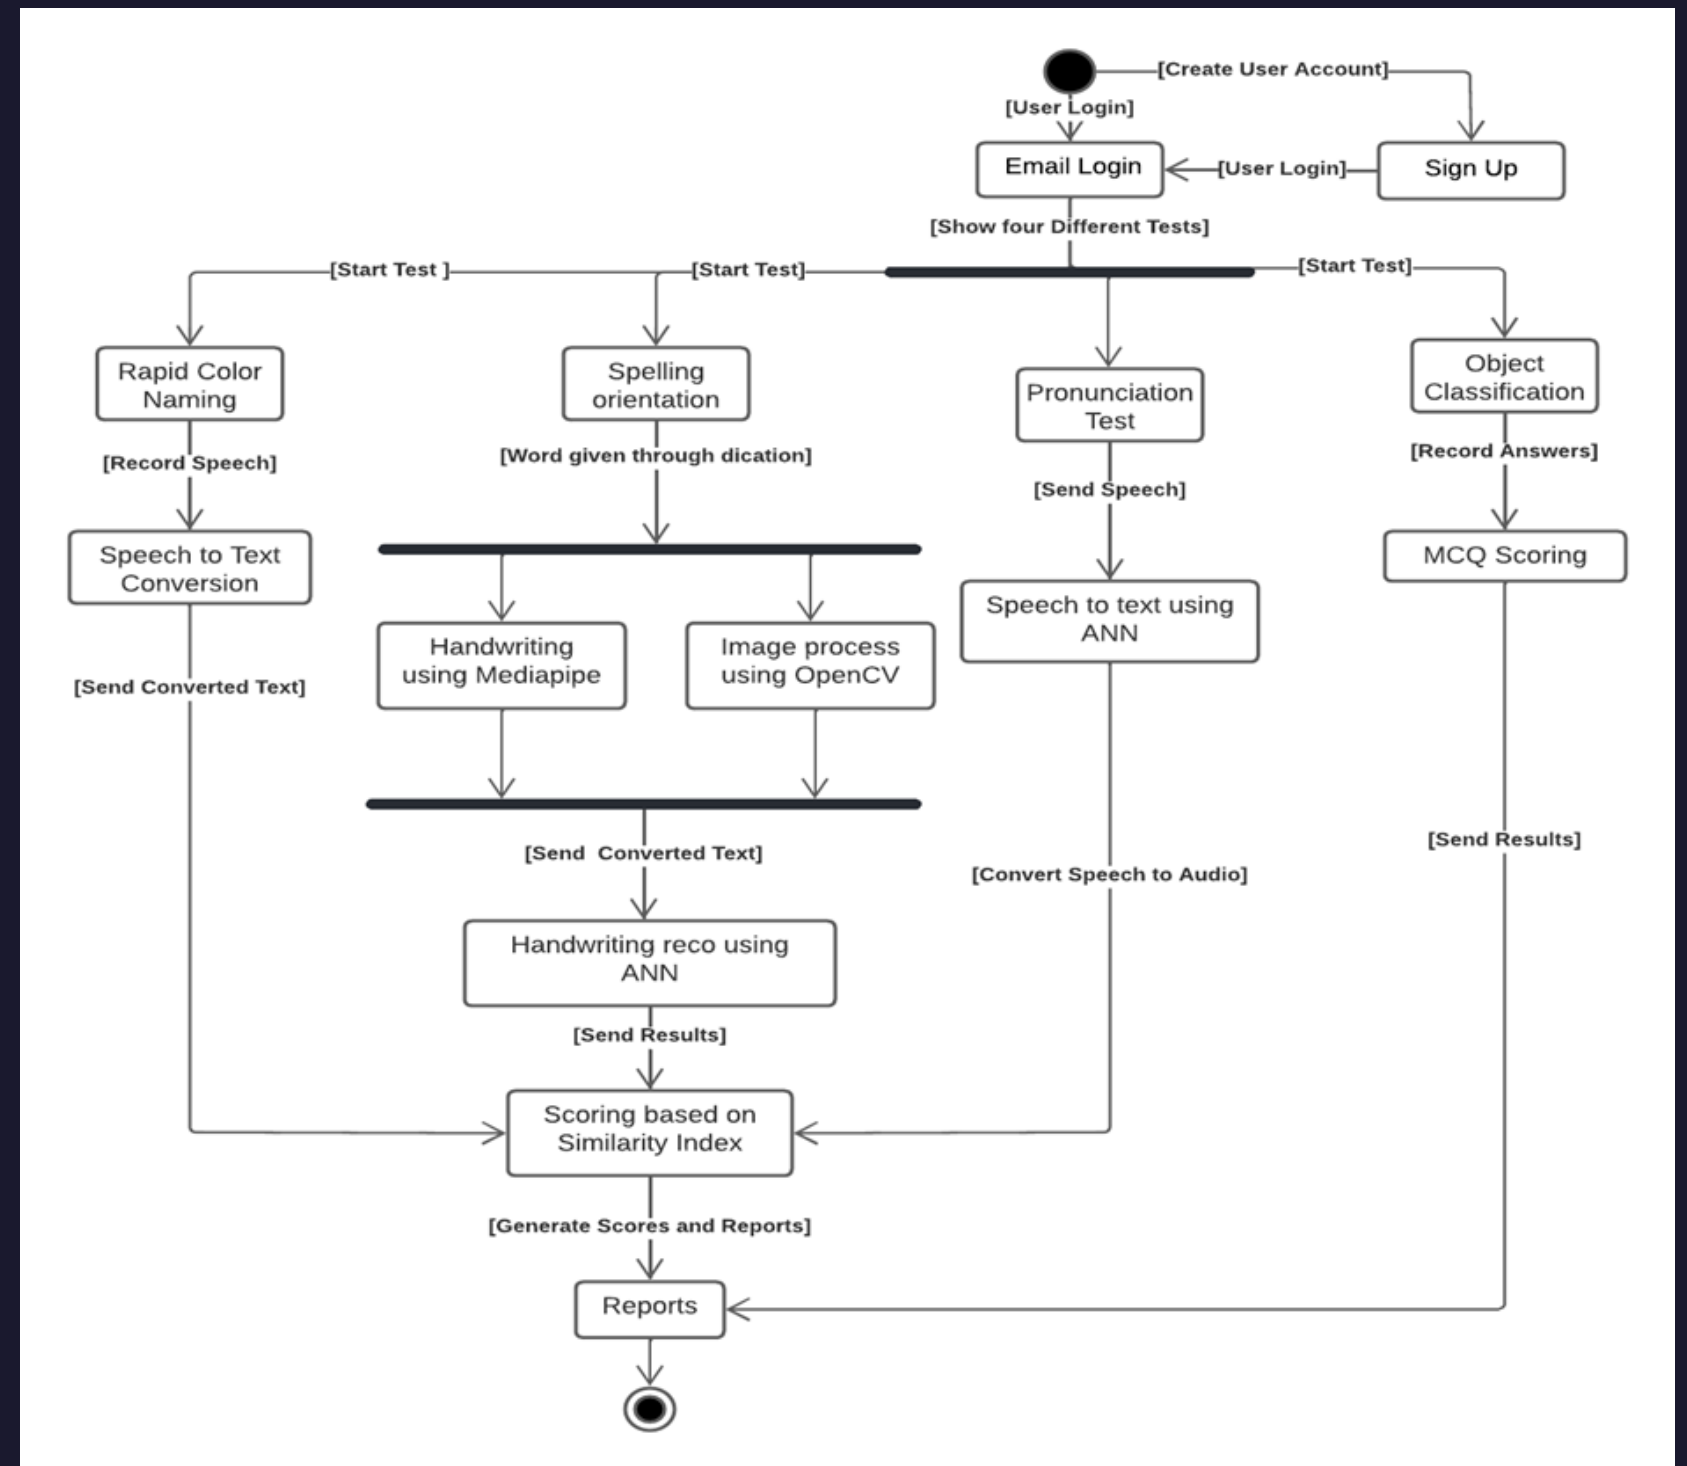 [Create User Account]
[User Login]
Email Login
[User Login]
Sign Up
[Show four Different Tests]
[Start Test ]
[Start Test]
[Start Test]
Rapid Color
Naming
Spelling
orientation
Pronunciation
Test
Object
Classification
[Record Speech]
[Word given through dication]
[Send Speech]
[Record Answers]
Speech to Text
Conversion
Handwriting
using Mediapipe
Image process
using OpenCV
Speech to text using
ANN
MCQ Scoring
[Send Converted Text]
[Send  Converted Text]
[Convert Speech to Audio]
[Send Results]
Handwriting reco using
ANN
[Send Results]
Scoring based on
Similarity Index
[Generate Scores and Reports]
Reports